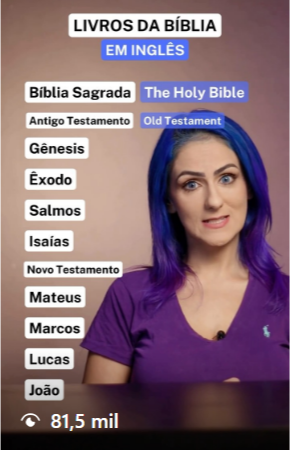 LIVROS DA BÍBLIA
EM INGLÊS
Bíblia Sagrada The Holy Bible
Antigo Testamento Old Testament
Gênesis
Êxodo
Salmos
Isaías
Novo Testamento
Mateus
Marcos
Lucas
João
81,5 mil